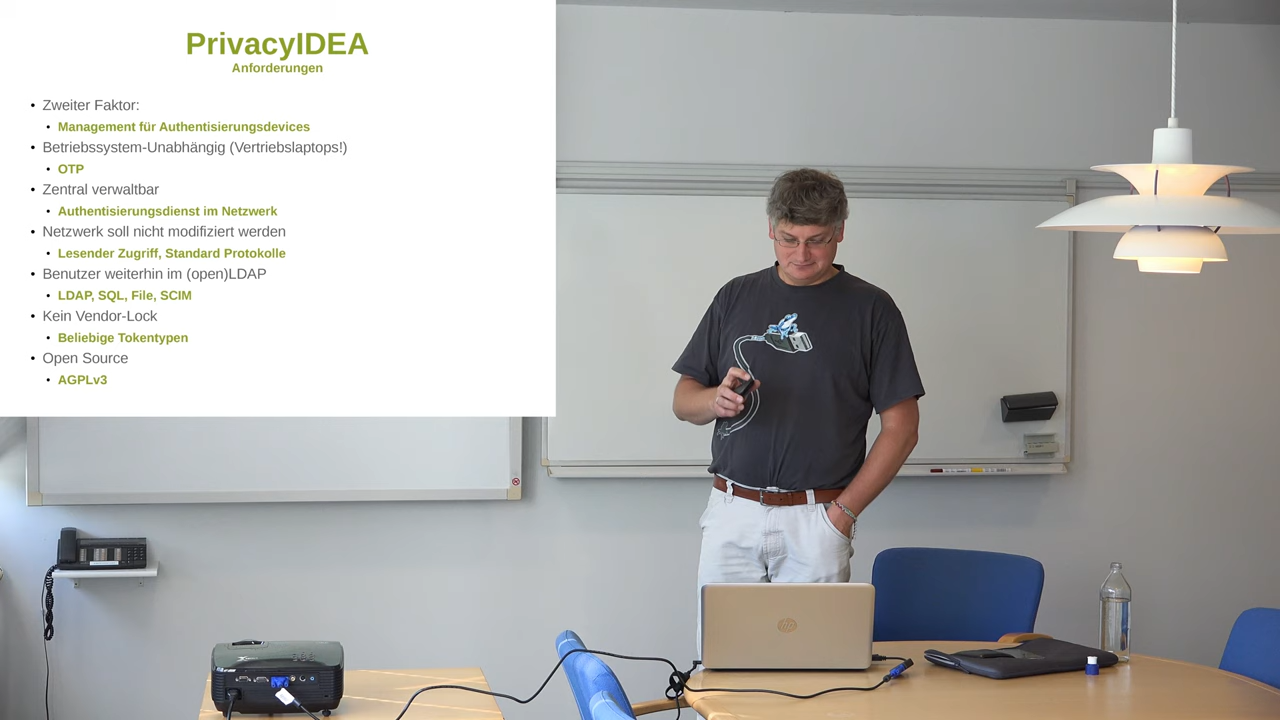 PrivacyIDEA
Anforderungen
• Zweiter Faktor:
• Management für Authentisierungsdevices
• Betriebssystem-Unabhängig (Vertriebslaptops!)
• OTP
• Zentral verwaltbar
• Authentisierungsdienst im Netzwerk
• Netzwerk soll nicht modifiziert werden
• Lesender Zugriff, Standard Protokolle
• Benutzer weiterhin im (open)LDAP
• LDAP, SQL, File, SCIM
• Kein Vendor-Lock
• Beliebige Tokentypen
• Open Source
• AGPLv3
hp